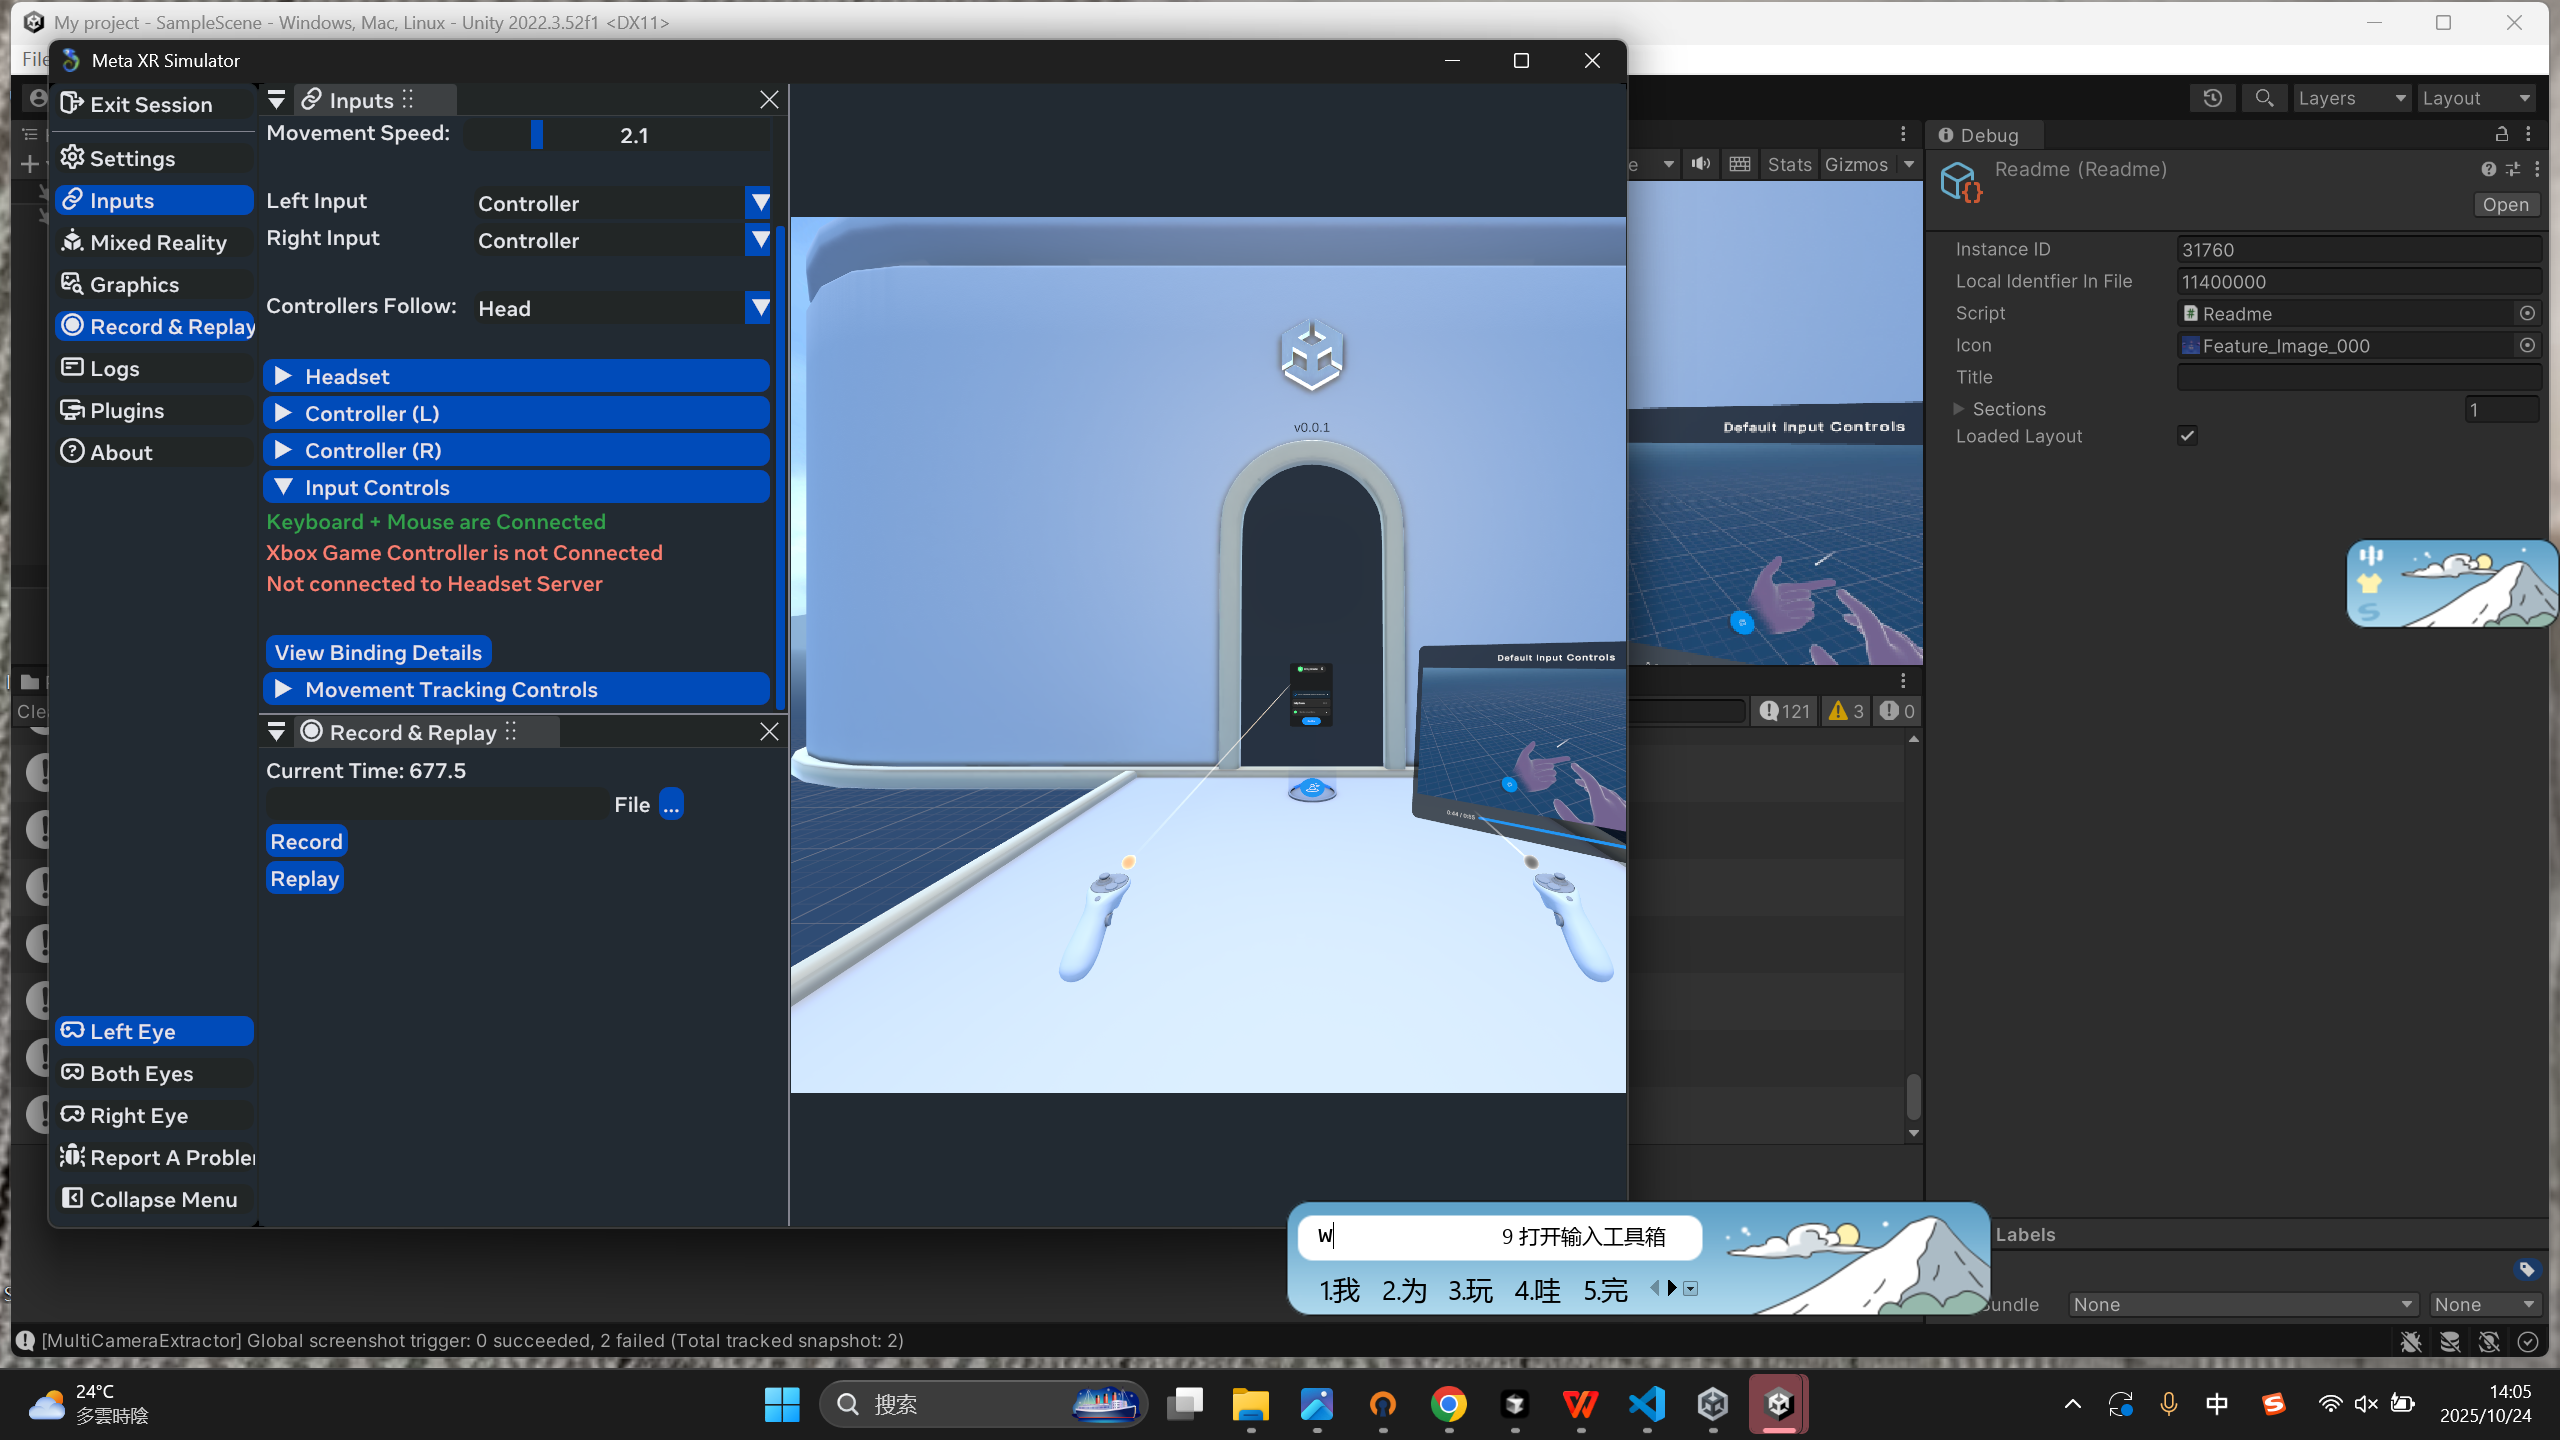 My project - SampleScene - Windows, Mac, Linux - Unity 2022.3.52f1 <DX11>
File
Meta XR Simulator
Exit Session
Settings
Inputs
Mixed Reality
Graphics
Record & Replay
Logs
Plugins
About
Left Eye
Both Eyes
Right Eye
Report A Proble
Collapse Menu
Inputs
Movement Speed: 2.1
Left Input Controller
Right Input Controller
Controllers Follow: Head
Headset
Controller (L)
Controller (R)
Input Controls
Keyboard + Mouse are Connected
Xbox Game Controller is not Connected
Not connected to Headset Server
View Binding Details
Movement Tracking Controls
Record & Replay
Current Time: 677.5
File ...
Record
Replay
v0.0.1
Default Input Controls
0:44 / 0:55
Stats Gizmos
Default Input Controls
121 3 0
Layers Layout
Debug
Readme (Readme)
Open
Instance ID 31760
Local Identfier In File 11400000
Script Readme
Icon Feature_Image_000
Title
Sections 1
Loaded Layout
Labels
None None
w 9 打开输入工具箱
1.我 2.为 3.玩 4.哇 5.完
[MultiCameraExtractor] Global screenshot trigger: 0 succeeded, 2 failed (Total tracked snapshot: 2)
24°C
多雲時陰
搜索
中
14:05
2025/10/24